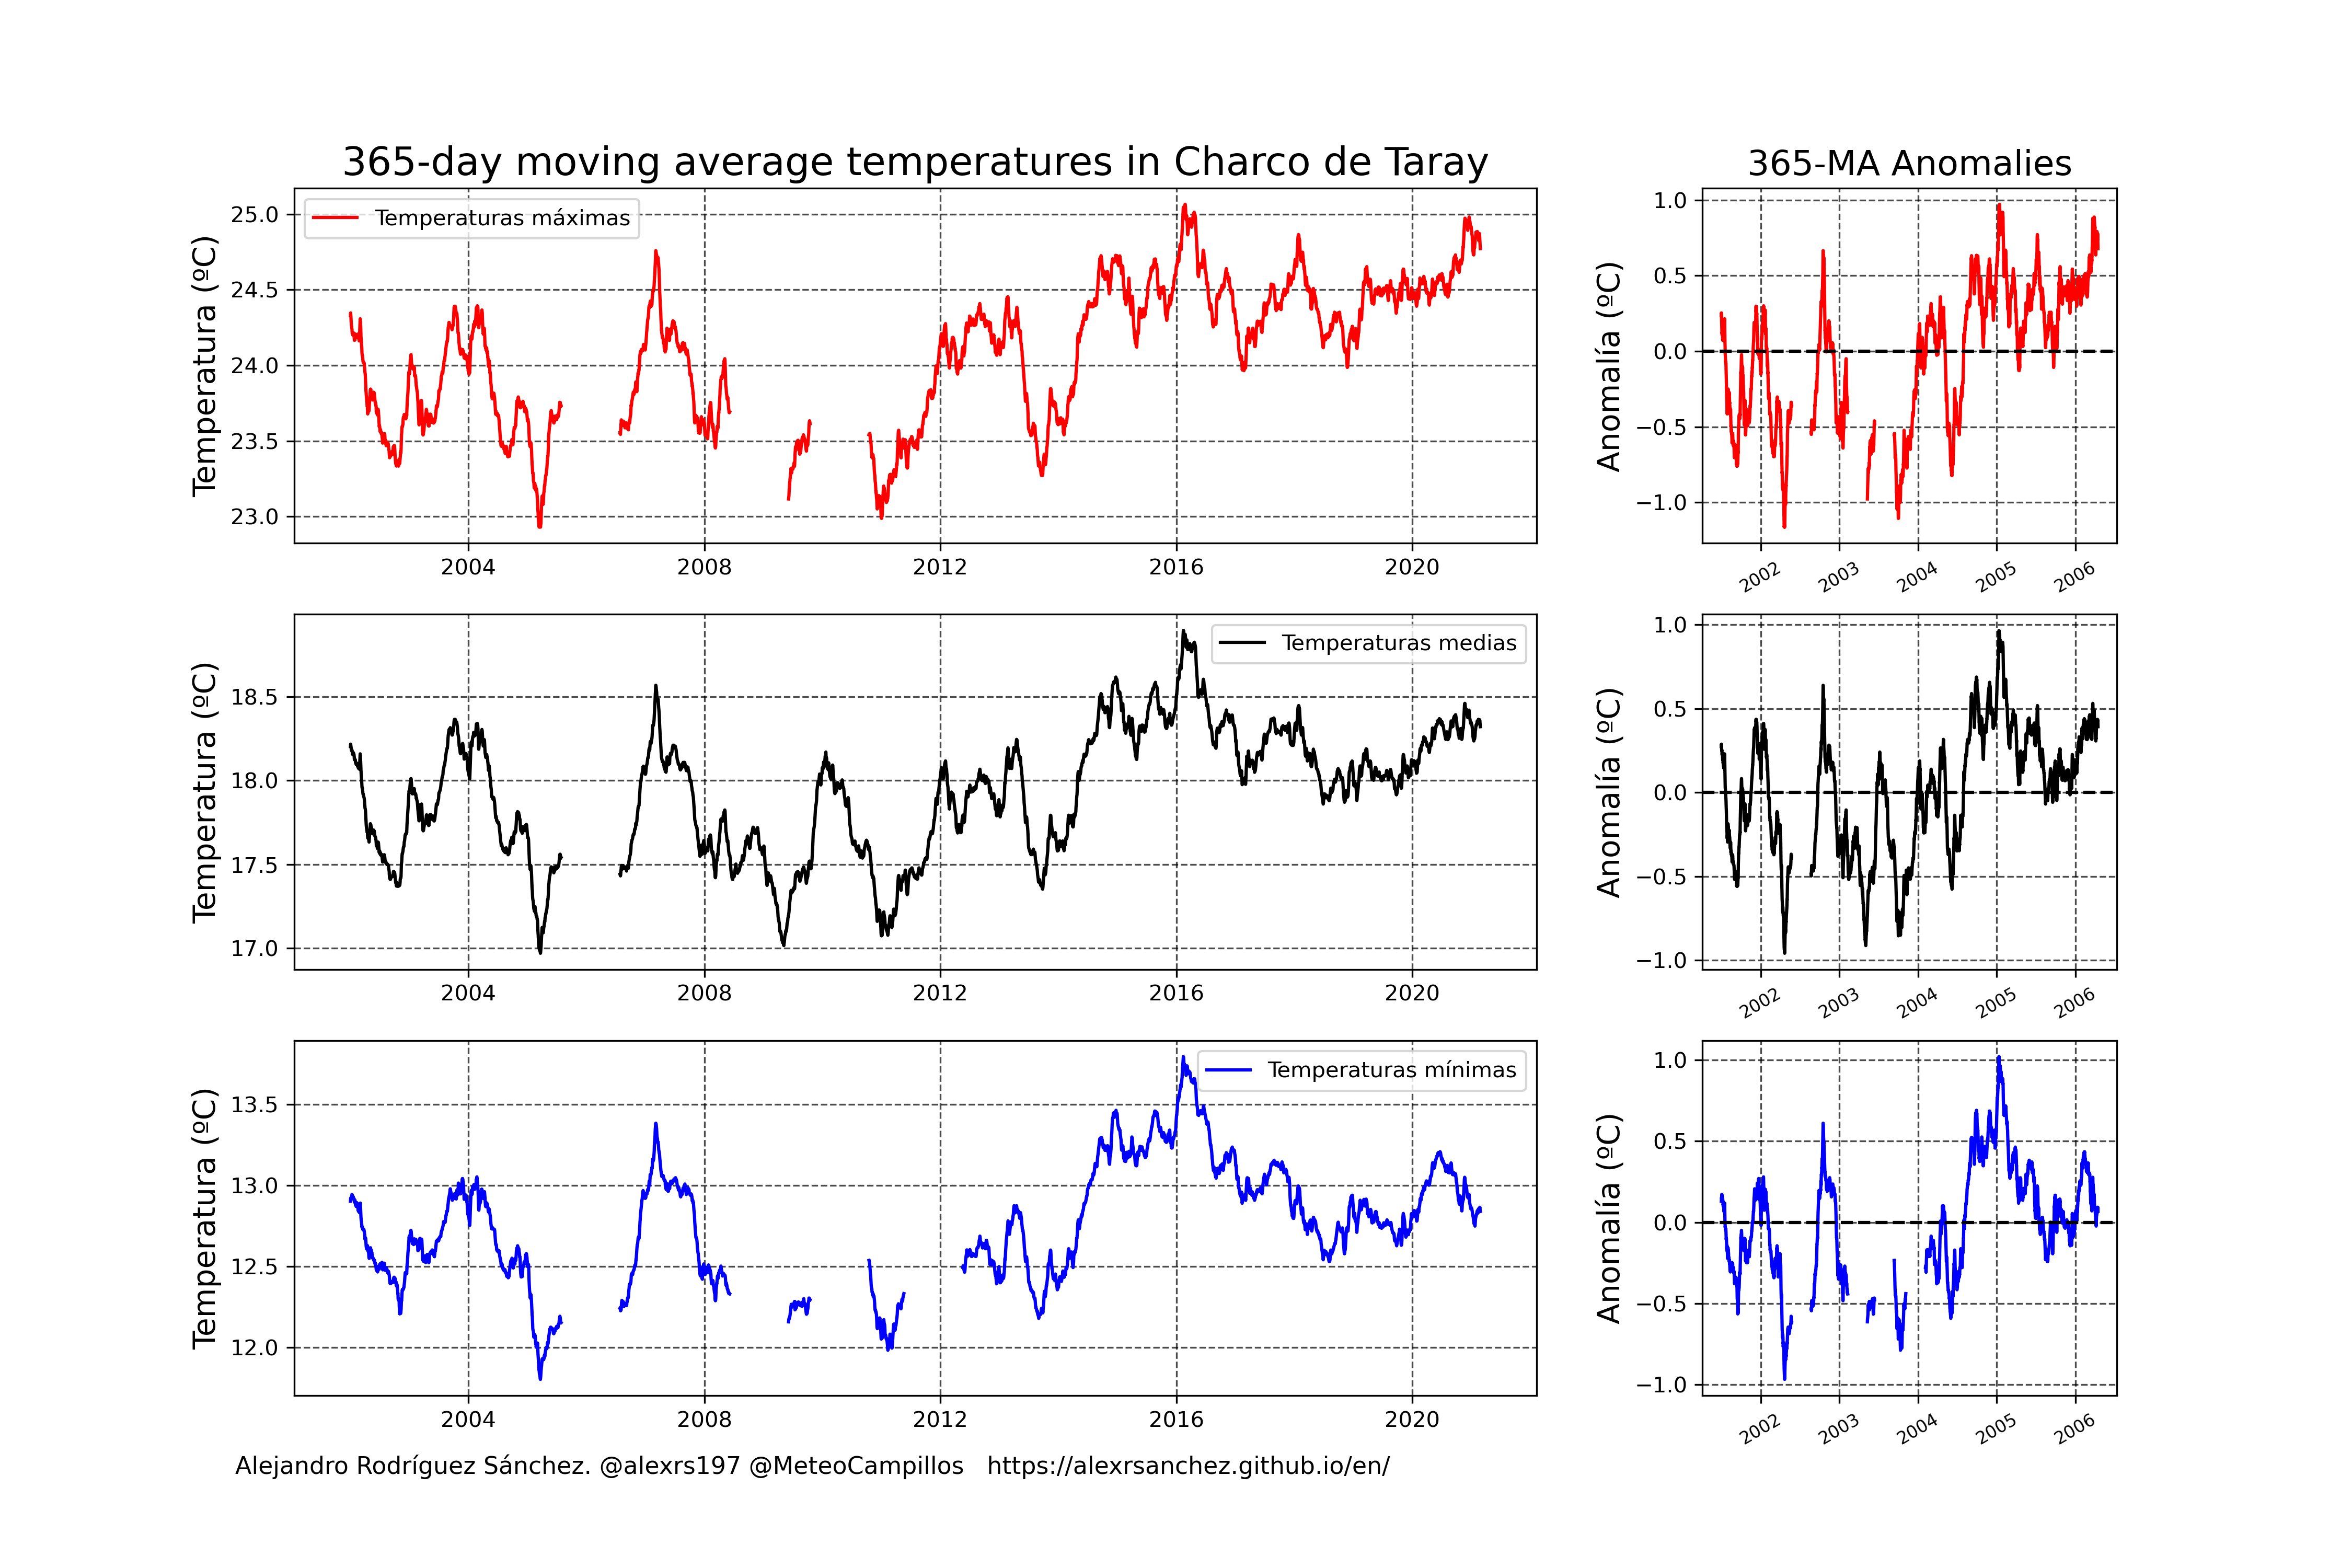 365-day moving average temperatures in Charco de Taray
365-MA Anomalies
Temperatura (ºC)
25.0
24.5
24.0
23.5
23.0
Temperaturas máximas
2004 2008 2012 2016 2020
Anomalía (ºC)
1.0
0.5
0.0
−0.5
−1.0
2002 2003 2004 2005 2006
Temperatura (ºC)
18.5
18.0
17.5
17.0
Temperaturas medias
2004 2008 2012 2016 2020
Anomalía (ºC)
1.0
0.5
0.0
−0.5
−1.0
2002 2003 2004 2005 2006
Temperatura (ºC)
13.5
13.0
12.5
12.0
Temperaturas mínimas
2004 2008 2012 2016 2020
Anomalía (ºC)
1.0
0.5
0.0
−0.5
−1.0
2002 2003 2004 2005 2006
Alejandro Rodríguez Sánchez. @alexrs197 @MeteoCampillos https://alexrsanchez.github.io/en/